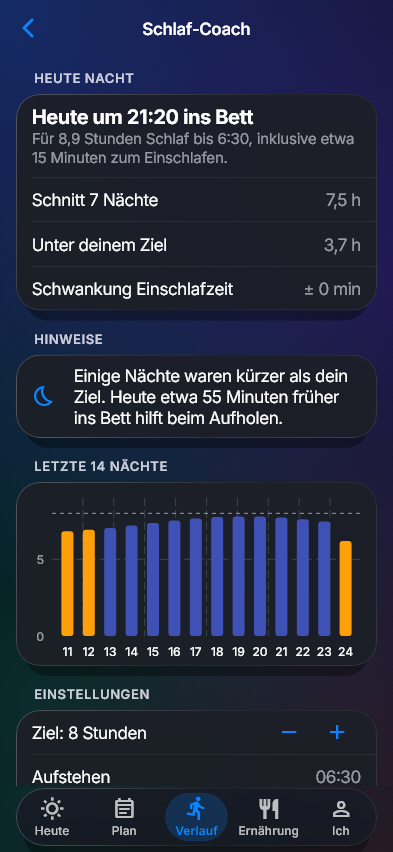 Schlaf-Coach
HEUTE NACHT
Heute um 21:20 ins Bett
Für 8,9 Stunden Schlaf bis 6:30, inklusive etwa
15 Minuten zum Einschlafen.
Schnitt 7 Nächte 7,5 h
Unter deinem Ziel 3,7 h
Schwankung Einschlafzeit ± 0 min
HINWEISE
Einige Nächte waren kürzer als dein
Ziel. Heute etwa 55 Minuten früher
ins Bett hilft beim Aufholen.
LETZTE 14 NÄCHTE
5
0
11 12 13 14 15 16 17 18 19 20 21 22 23 24
EINSTELLUNGEN
Ziel: 8 Stunden − +
Aufstehen 06:30
Heute Plan Verlauf Ernährung Ich